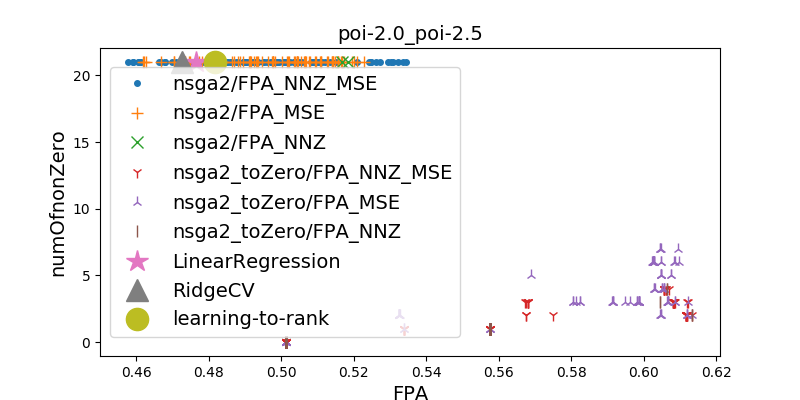 poi-2.0_poi-2.5
numOfnonZero
20
15
10
5
0
nsga2/FPA_NNZ_MSE
nsga2/FPA_MSE
nsga2/FPA_NNZ
nsga2_toZero/FPA_NNZ_MSE
nsga2_toZero/FPA_MSE
nsga2_toZero/FPA_NNZ
LinearRegression
RidgeCV
learning-to-rank
0.46 0.48 0.50 0.52 0.54 0.56 0.58 0.60 0.62
FPA